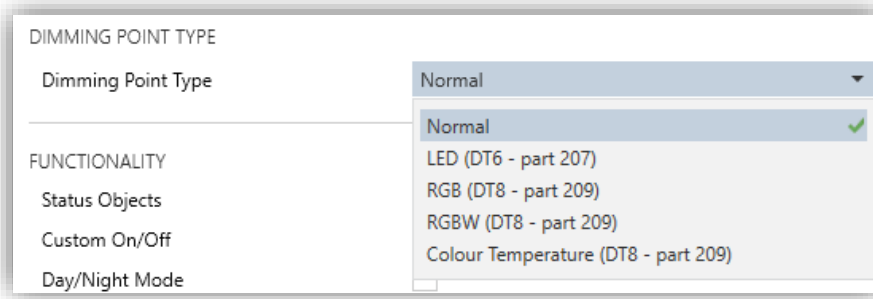 DIMMING POINT TYPE
Dimming Point Type Normal
Normal
LED (DT6 - part 207)
FUNCTIONALITY
RGB (DT8 - part 209)
Status Objects
RGBW (DT8 - part 209)
Custom On/Off
Colour Temperature (DT8 - part 209)
Day/Night Mode